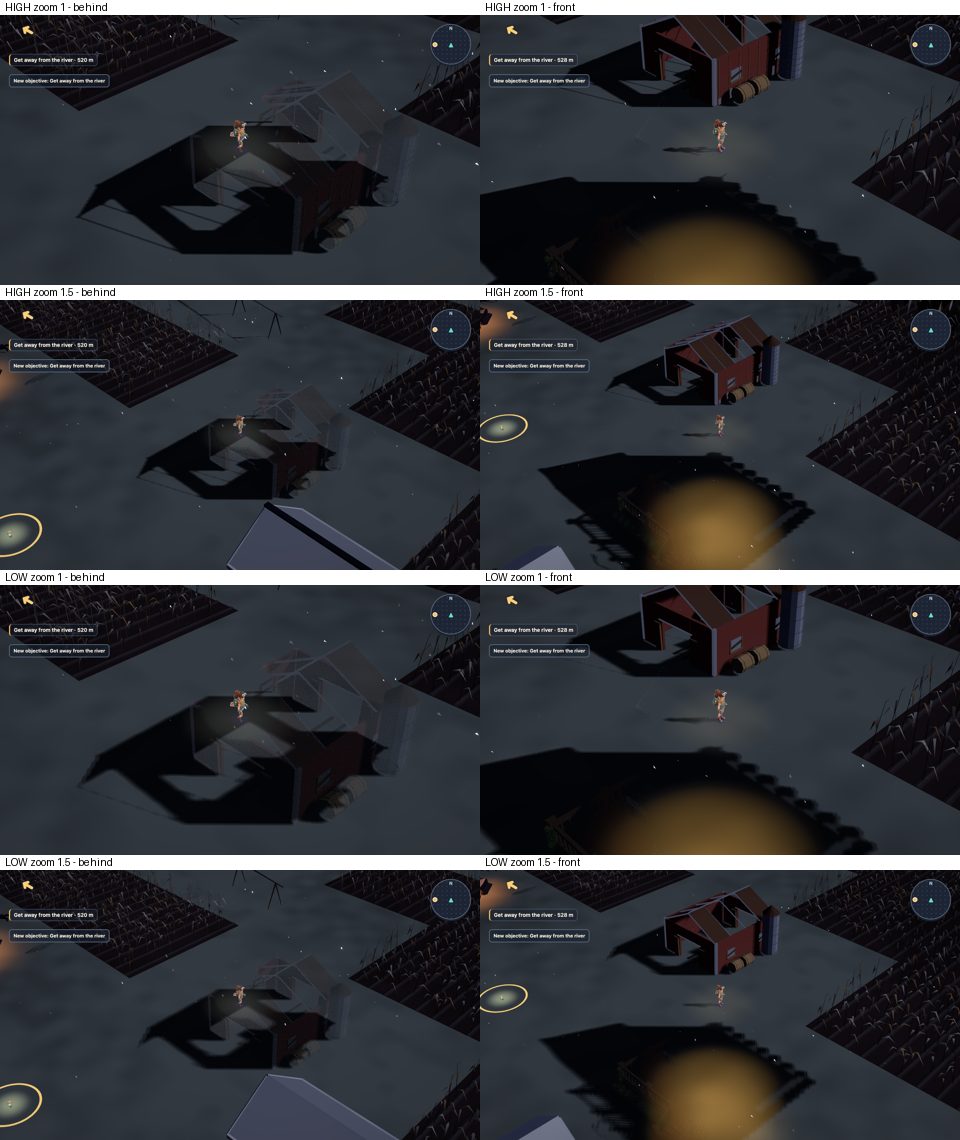 HIGH zoom 1 - behind
HIGH zoom 1 - front
N
Get away from the river · 520 m
New objective: Get away from the river
N
Get away from the river · 528 m
New objective: Get away from the river
HIGH zoom 1.5 - behind
HIGH zoom 1.5 - front
N
Get away from the river · 520 m
New objective: Get away from the river
N
Get away from the river · 528 m
New objective: Get away from the river
LOW zoom 1 - behind
LOW zoom 1 - front
N
Get away from the river · 520 m
New objective: Get away from the river
N
Get away from the river · 528 m
New objective: Get away from the river
LOW zoom 1.5 - behind
LOW zoom 1.5 - front
N
Get away from the river · 520 m
New objective: Get away from the river
N
Get away from the river · 528 m
New objective: Get away from the river